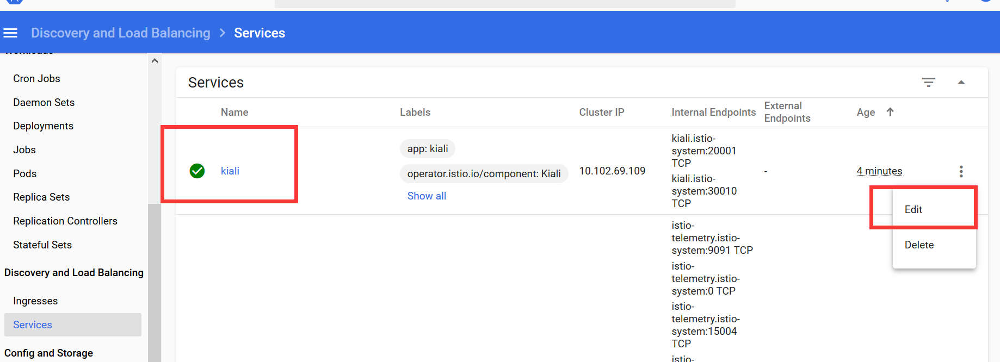 Discovery and Load Balancing > Services
Workloads
Cron Jobs
Daemon Sets
Deployments
Jobs
Pods
Replica Sets
Replication Controllers
Stateful Sets
Discovery and Load Balancing
Ingresses
Services
Config and Storage
Services
Name
Labels
Cluster IP
Internal Endpoints
External
Endpoints
Age
kiali
app: kiali
operator.istio.io/component: Kiali
Show all
10.102.69.109
kiali.istio-
system:20001
TCP
kiali.istio-
system:30010
TCP
-
4 minutes
Edit
Delete
istio-
telemetry.istio-
system:9091 TCP
istio-
telemetry.istio-
system:0 TCP
istio-
telemetry.istio-
system:15004
TCP
istio-